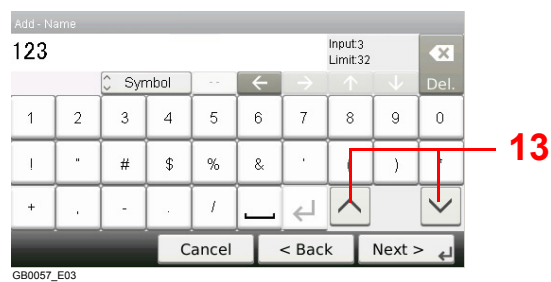 Add - Name
123
Input:3
Limit:32
Symbol
--
← → ↑ ↓ Del.
1 2 3 4 5 6 7 8 9 0
! " # $ % & ' ( ) *
13
+ , - . /
Cancel < Back Next >
GB0057_E03